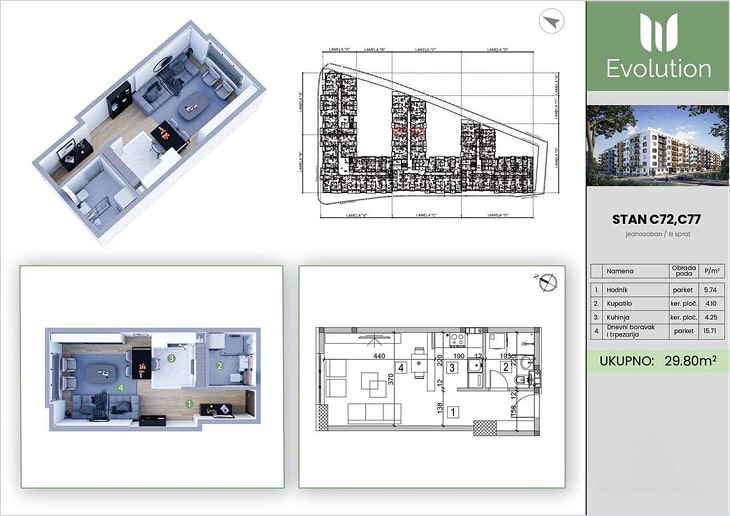 LAMELA "A"
LAMELA "B"
LAMELA "C"
LAMELA "D"
LAMELA "A"
LAMELA "B"
LAMELA "B"
LAMELA "C"
LAMELA "D"
Evolution
STAN C72,C77
jednosoban / III sprat
Namena Obrada poda P/m²
1. Hodnik parket 5.74
2. Kupatilo ker. ploč. 4.10
3. Kuhinja ker. ploč. 4.25
4. Dnevni boravak i trpezarija parket 15.71
UKUPNO: 29.80m²
1
2
3
4
N
440
4
370
138
220
12
190
3
12
193
2
12
158
1